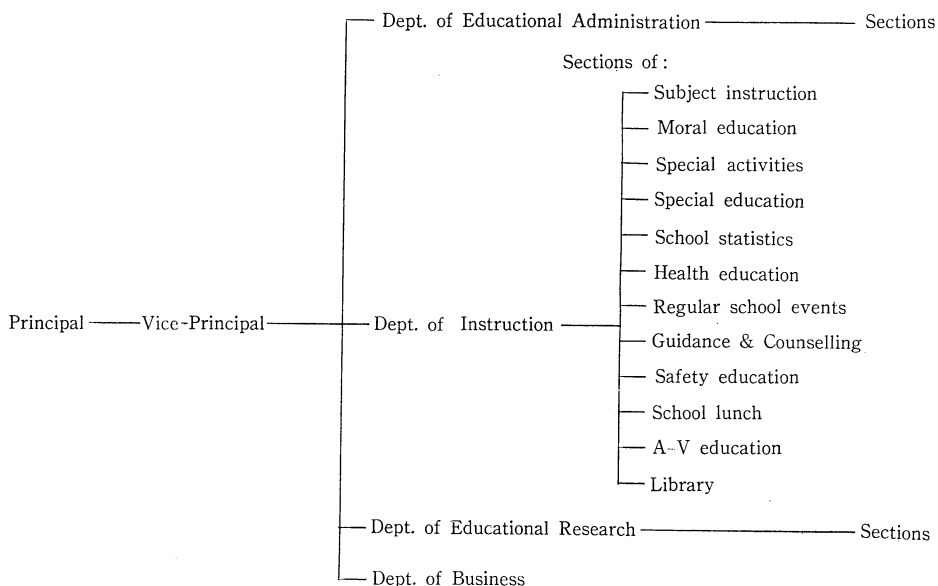 Dept. of Educational Administration Sections
Sections of :
Subject instruction
Moral education
Special activities
Special education
School statistics
Health education
Regular school events
Principal Vice-Principal Dept. of Instruction
Guidance & Counselling
Safety education
School lunch
A-V education
Library
Dept. of Educational Research Sections
Dept. of Business